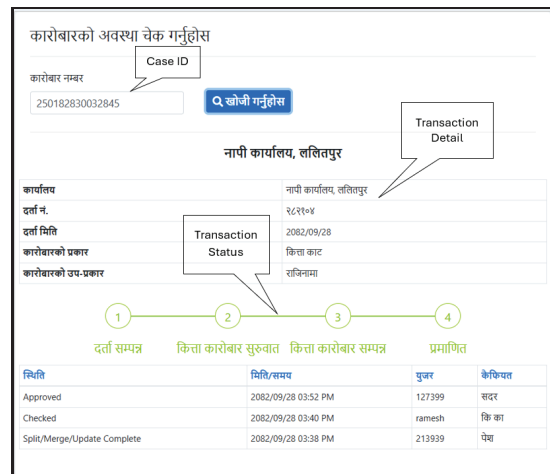 कारोबारको अवस्था चेक गर्नुहोस
Case ID
कारोबार नम्बर
250182830032845
खोजी गर्नुहोस
Transaction
Detail
नापी कार्यालय, ललितपुर
कार्यालय नापी कार्यालय, ललितपुर
दर्ता नं. २८२१०४
दर्ता मिति 2082/09/28
Transaction
Status
कारोबारको प्रकार कित्ता काट
कारोबारको उप-प्रकार राजिनामा
1 2 3 4
दर्ता सम्पन्न कित्ता कारोबार सुरुवात कित्ता कारोबार सम्पन्न प्रमाणित
स्थिति मिति/समय युजर केफियत
Approved 2082/09/28 03:52 PM 127399 सदर
Checked 2082/09/28 03:40 PM ramesh कि का
Split/Merge/Update Complete 2082/09/28 03:38 PM 213939 पेश